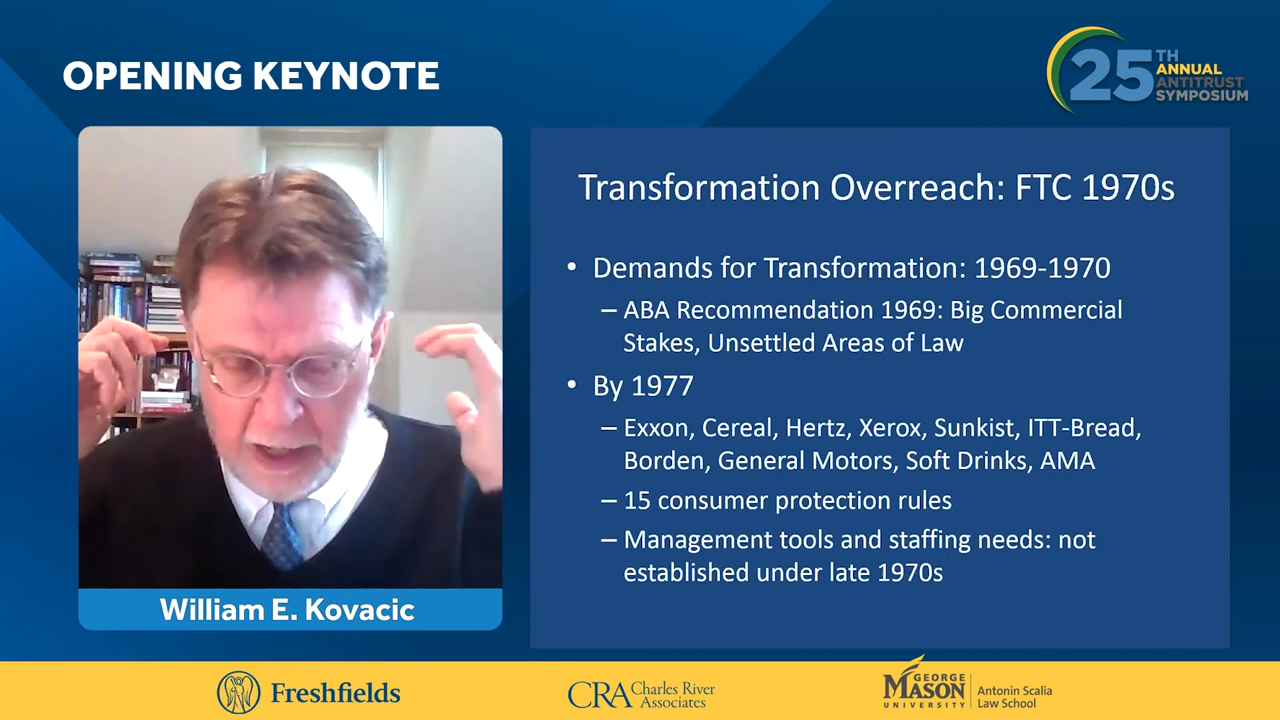 OPENING KEYNOTE
25TH ANNUAL ANTITRUST SYMPOSIUM
Transformation Overreach: FTC 1970s
• Demands for Transformation: 1969-1970
– ABA Recommendation 1969: Big Commercial
Stakes, Unsettled Areas of Law
• By 1977
– Exxon, Cereal, Hertz, Xerox, Sunkist, ITT-Bread,
Borden, General Motors, Soft Drinks, AMA
– 15 consumer protection rules
– Management tools and staffing needs: not
established under late 1970s
William E. Kovacic
Freshfields
CRA Charles River
Associates
GEORGE
MASON
UNIVERSITY
Antonin Scalia
Law School